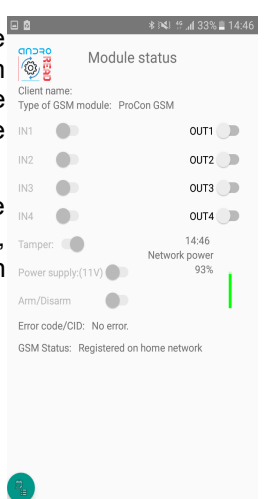 33% 14:46
ANDRO
READ
Module status
Client name:
Type of GSM module: ProCon GSM
IN1 OUT1
IN2 OUT2
IN3 OUT3
IN4 OUT4
Tamper: 14:46
Network power
Power supply:(11V) 93%
Arm/Disarm
Error code/CID: No error.
GSM Status: Registered on home network